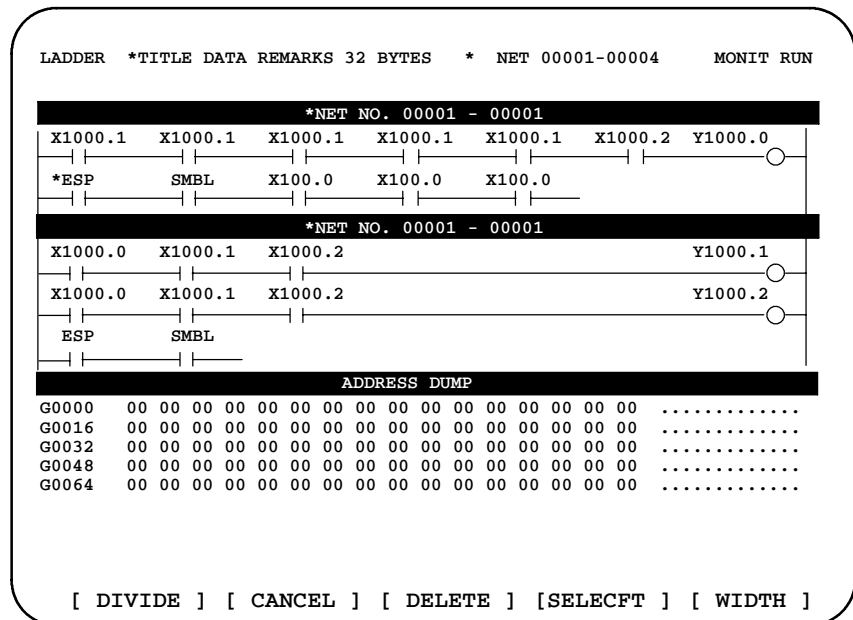 LADDER *TITLE DATA REMARKS 32 BYTES * NET 00001-00004 MONIT RUN
*NET NO. 00001 - 00001
X1000.1 X1000.1 X1000.1 X1000.1 X1000.1 X1000.2 Y1000.0
*ESP SMBL X100.0 X100.0 X100.0
*NET NO. 00001 - 00001
X1000.0 X1000.1 X1000.2 Y1000.1
X1000.0 X1000.1 X1000.2 Y1000.2
ESP SMBL
ADDRESS DUMP
G0000 00 00 00 00 00 00 00 00 00 00 00 00 00 00 00 00 .............
G0016 00 00 00 00 00 00 00 00 00 00 00 00 00 00 00 00 .............
G0032 00 00 00 00 00 00 00 00 00 00 00 00 00 00 00 00 .............
G0048 00 00 00 00 00 00 00 00 00 00 00 00 00 00 00 00 .............
G0064 00 00 00 00 00 00 00 00 00 00 00 00 00 00 00 00 .............
[ DIVIDE ] [ CANCEL ] [ DELETE ] [SELECFT ] [ WIDTH ]